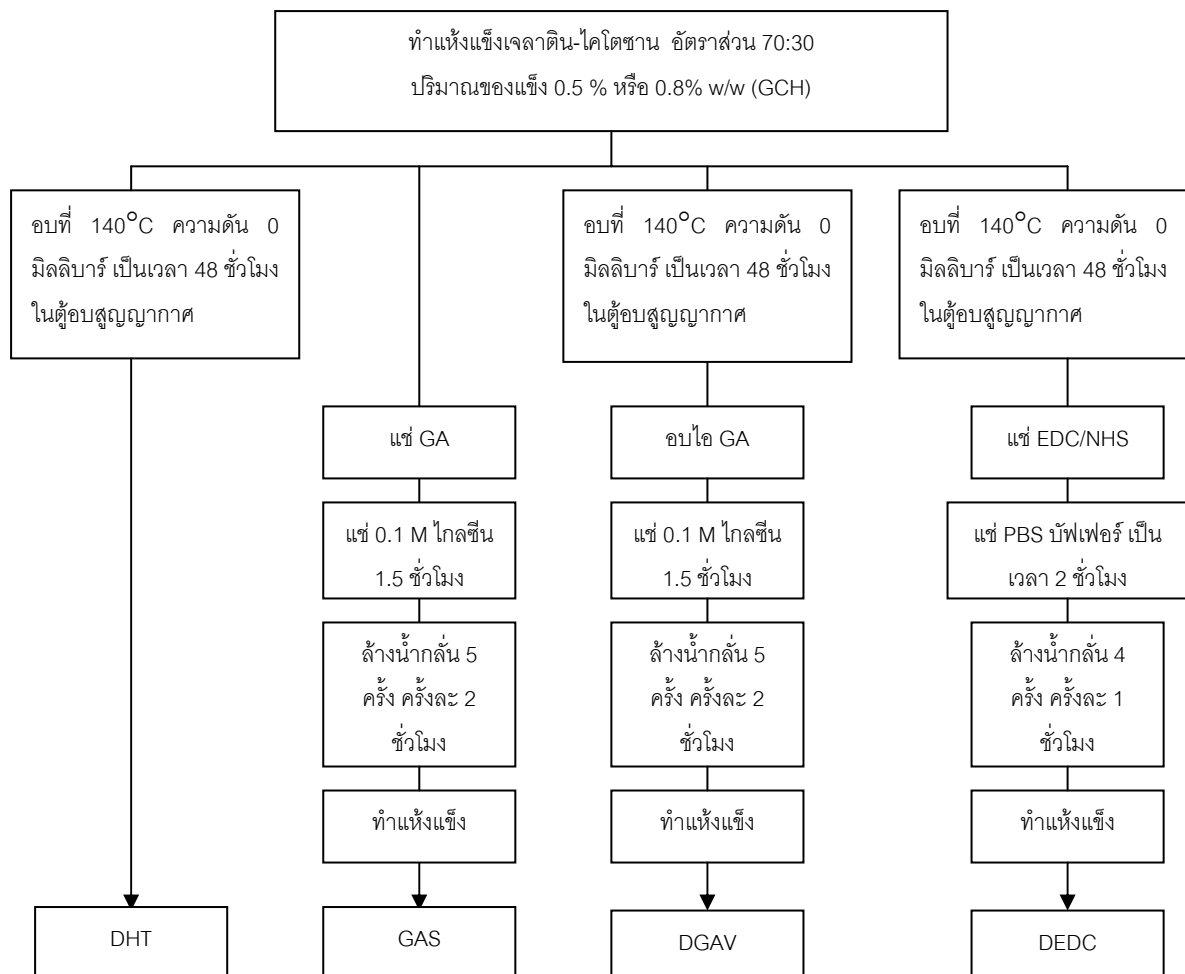 ทำแห้งแข็งเจลาติน-ไคโตซาน อัตราส่วน 70:30
ปริมาณของแข็ง 0.5 % หรือ 0.8% w/w (GCH)
อบที่ 140°C ความดัน 0
มิลลิบาร์ เป็นเวลา 48 ชั่วโมง
ในตู้อบสูญญากาศ
อบที่ 140°C ความดัน 0
มิลลิบาร์ เป็นเวลา 48 ชั่วโมง
ในตู้อบสูญญากาศ
อบที่ 140°C ความดัน 0
มิลลิบาร์ เป็นเวลา 48 ชั่วโมง
ในตู้อบสูญญากาศ
แช่ GA
อบไอ GA
แช่ EDC/NHS
แช่ 0.1 M ไกลซีน
1.5 ชั่วโมง
แช่ 0.1 M ไกลซีน
1.5 ชั่วโมง
แช่ PBS บัฟเฟอร์ เป็น
เวลา 2 ชั่วโมง
ล้างน้ำกลั่น 5
ครั้ง ครั้งละ 2
ชั่วโมง
ล้างน้ำกลั่น 5
ครั้ง ครั้งละ 2
ชั่วโมง
ล้างน้ำกลั่น 4
ครั้ง ครั้งละ 1
ชั่วโมง
ทำแห้งแข็ง
ทำแห้งแข็ง
ทำแห้งแข็ง
DHT
GAS
DGAV
DEDC